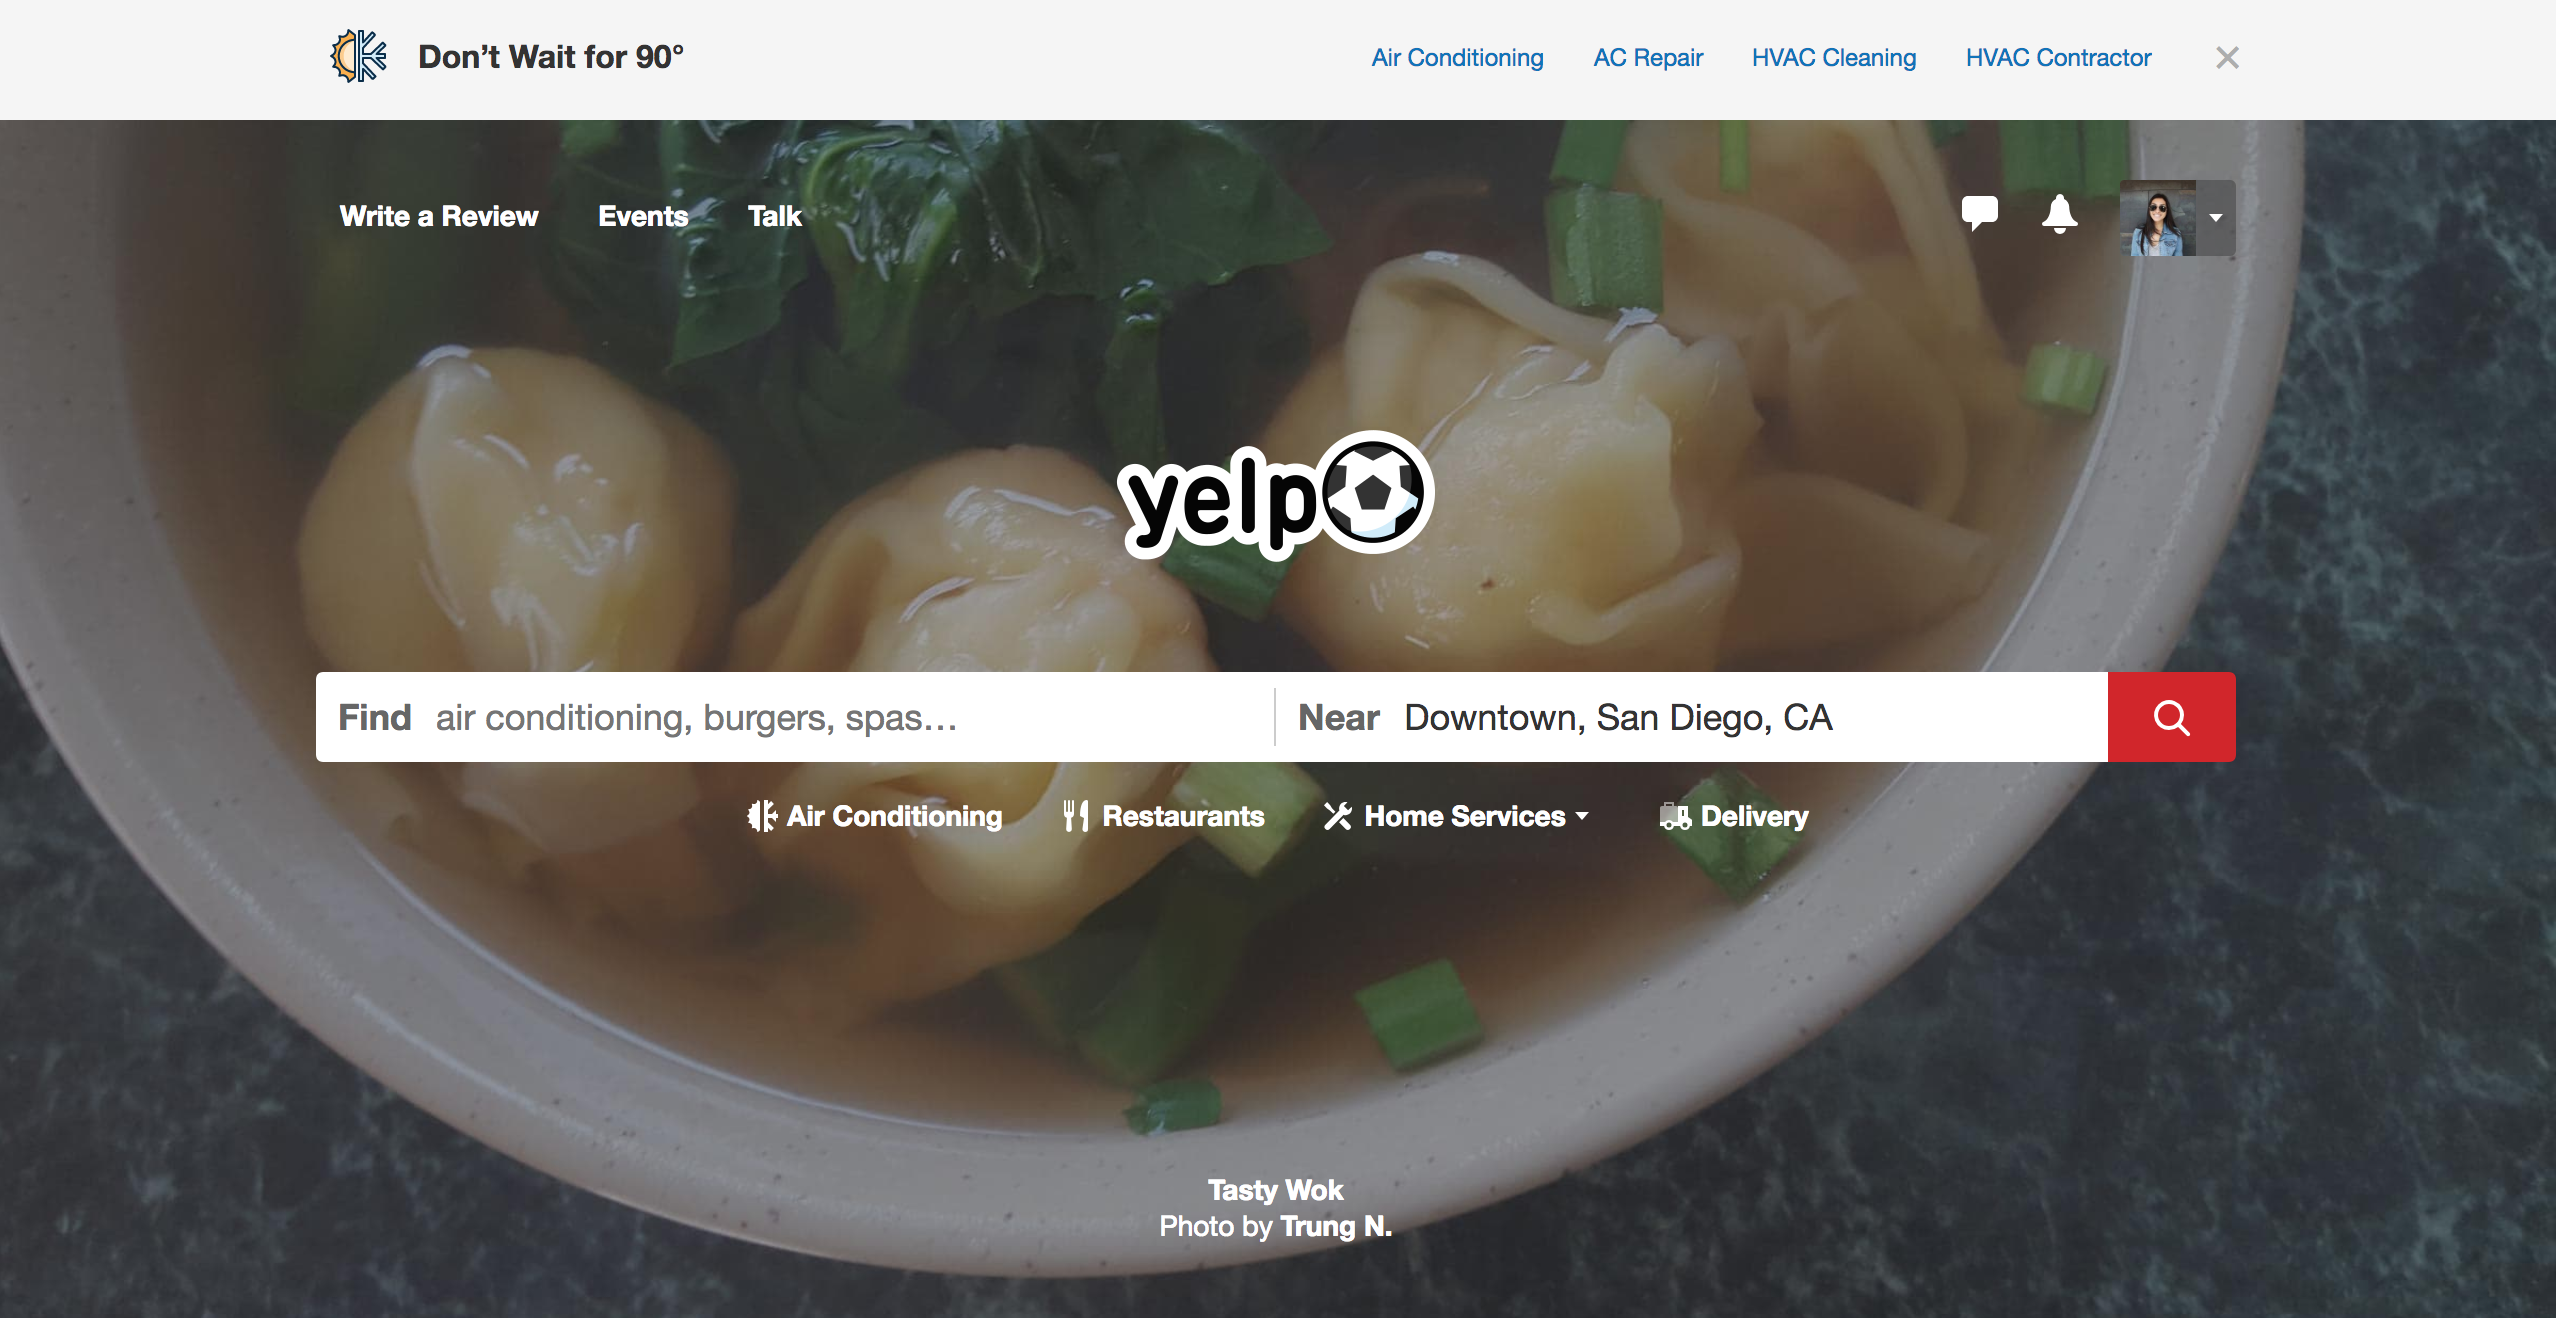 Don’t Wait for 90° Air Conditioning AC Repair HVAC Cleaning HVAC Contractor
Write a Review Events Talk
yelp
Find air conditioning, burgers, spas… Near Downtown, San Diego, CA
Air Conditioning Restaurants Home Services Delivery
Tasty Wok
Photo by Trung N.